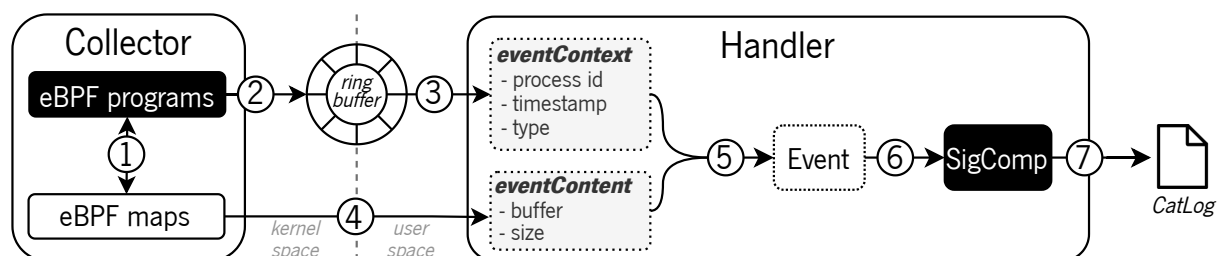 Collector
eBPF programs
1
eBPF maps
2
ring
buffer
3
4
kernel
space
user
space
Handler
eventContext
- process id
- timestamp
- type
eventContent
- buffer
- size
5
Event
6
SigComp
7
CatLog